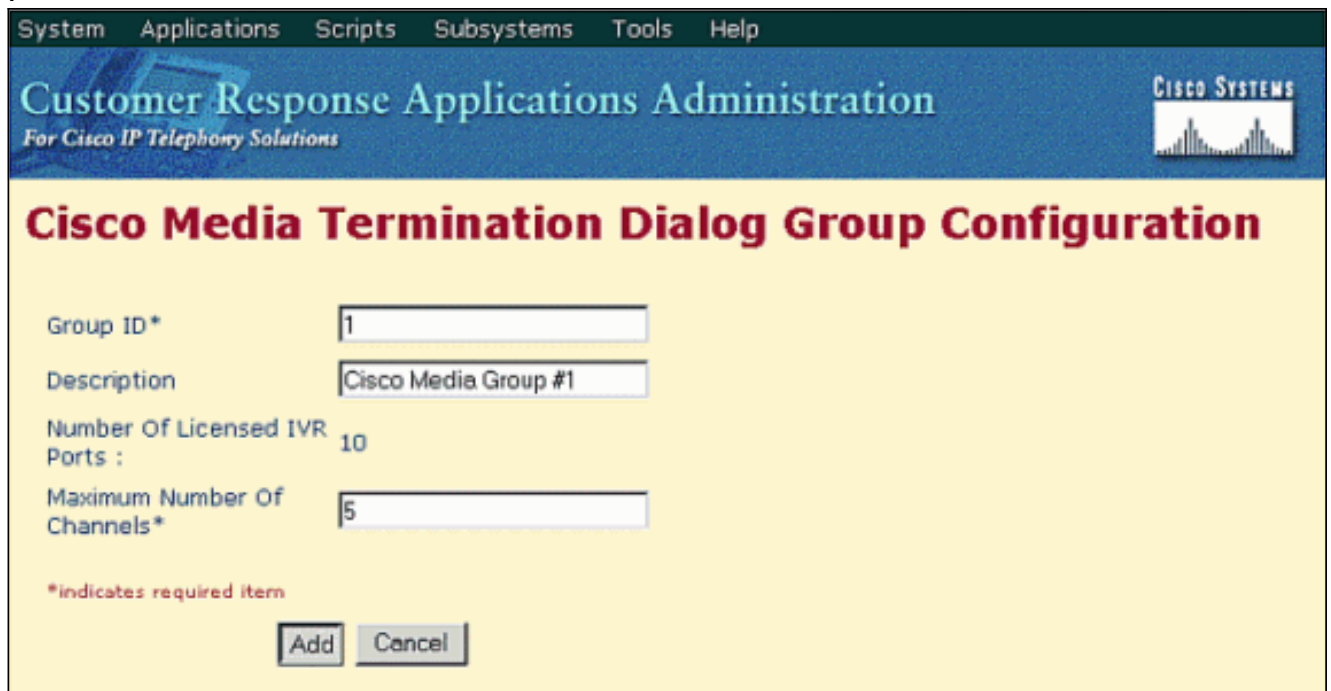 System Applications Scripts Subsystems Tools Help
Customer Response Applications Administration
For Cisco IP Telephony Solutions
CISCO SYSTEMS
Cisco Media Termination Dialog Group Configuration
Group ID* 1
Description Cisco Media Group #1
Number Of Licensed IVR
Ports : 10
Maximum Number Of
Channels* 5
*indicates required item
Add Cancel